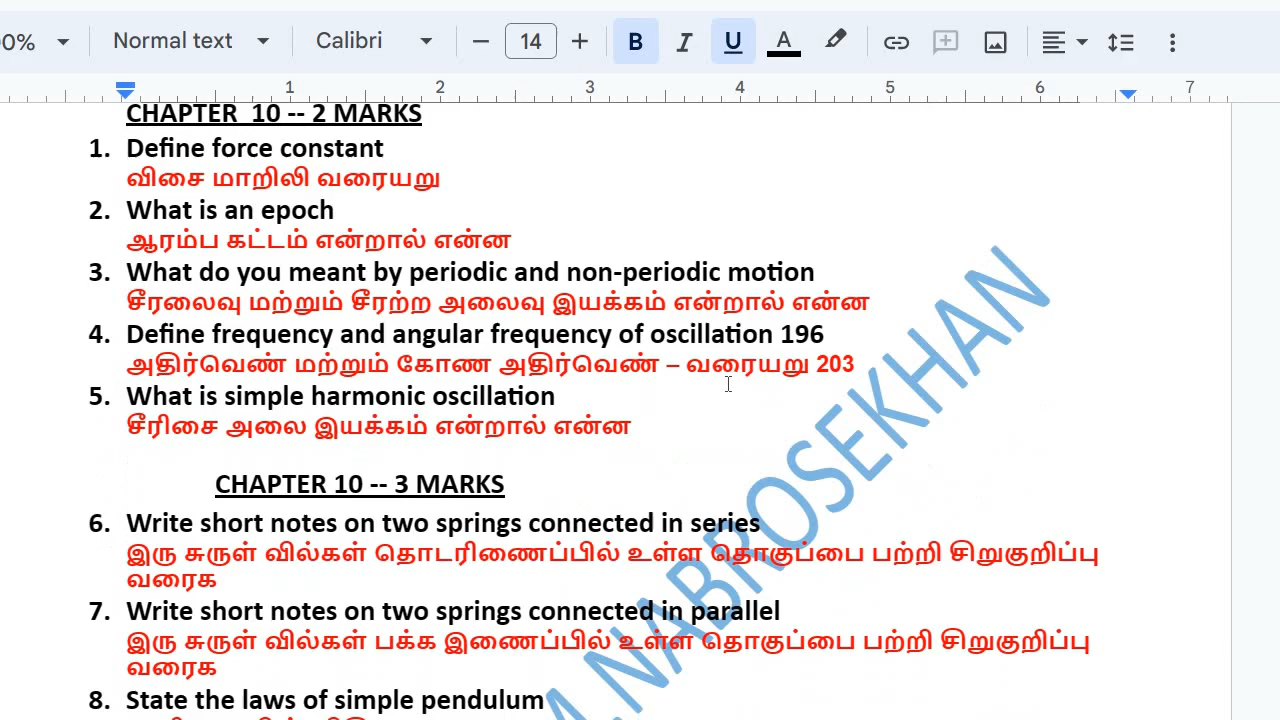 Normal text
Calibri
14
B I U A
1 2 3 4 5 6 7
CHAPTER 10 -- 2 MARKS
1. Define force constant
விசை மாறிலி வரையறு
2. What is an epoch
ஆரம்ப கட்டம் என்றால் என்ன
3. What do you meant by periodic and non-periodic motion
சீரலைவு மற்றும் சீரற்ற அலைவு இயக்கம் என்றால் என்ன
4. Define frequency and angular frequency of oscillation 196
அதிர்வெண் மற்றும் கோண அதிர்வெண் – வரையறு 203
5. What is simple harmonic oscillation
சீரிசை அலை இயக்கம் என்றால் என்ன
CHAPTER 10 -- 3 MARKS
6. Write short notes on two springs connected in series
இரு சுருள் வில்கள் தொடரிணைப்பில் உள்ள தொகுப்பை பற்றி சிறுகுறிப்பு
வரைக
7. Write short notes on two springs connected in parallel
இரு சுருள் வில்கள் பக்க இணைப்பில் உள்ள தொகுப்பை பற்றி சிறுகுறிப்பு
வரைக
8. State the laws of simple pendulum
NABROSEKHAN